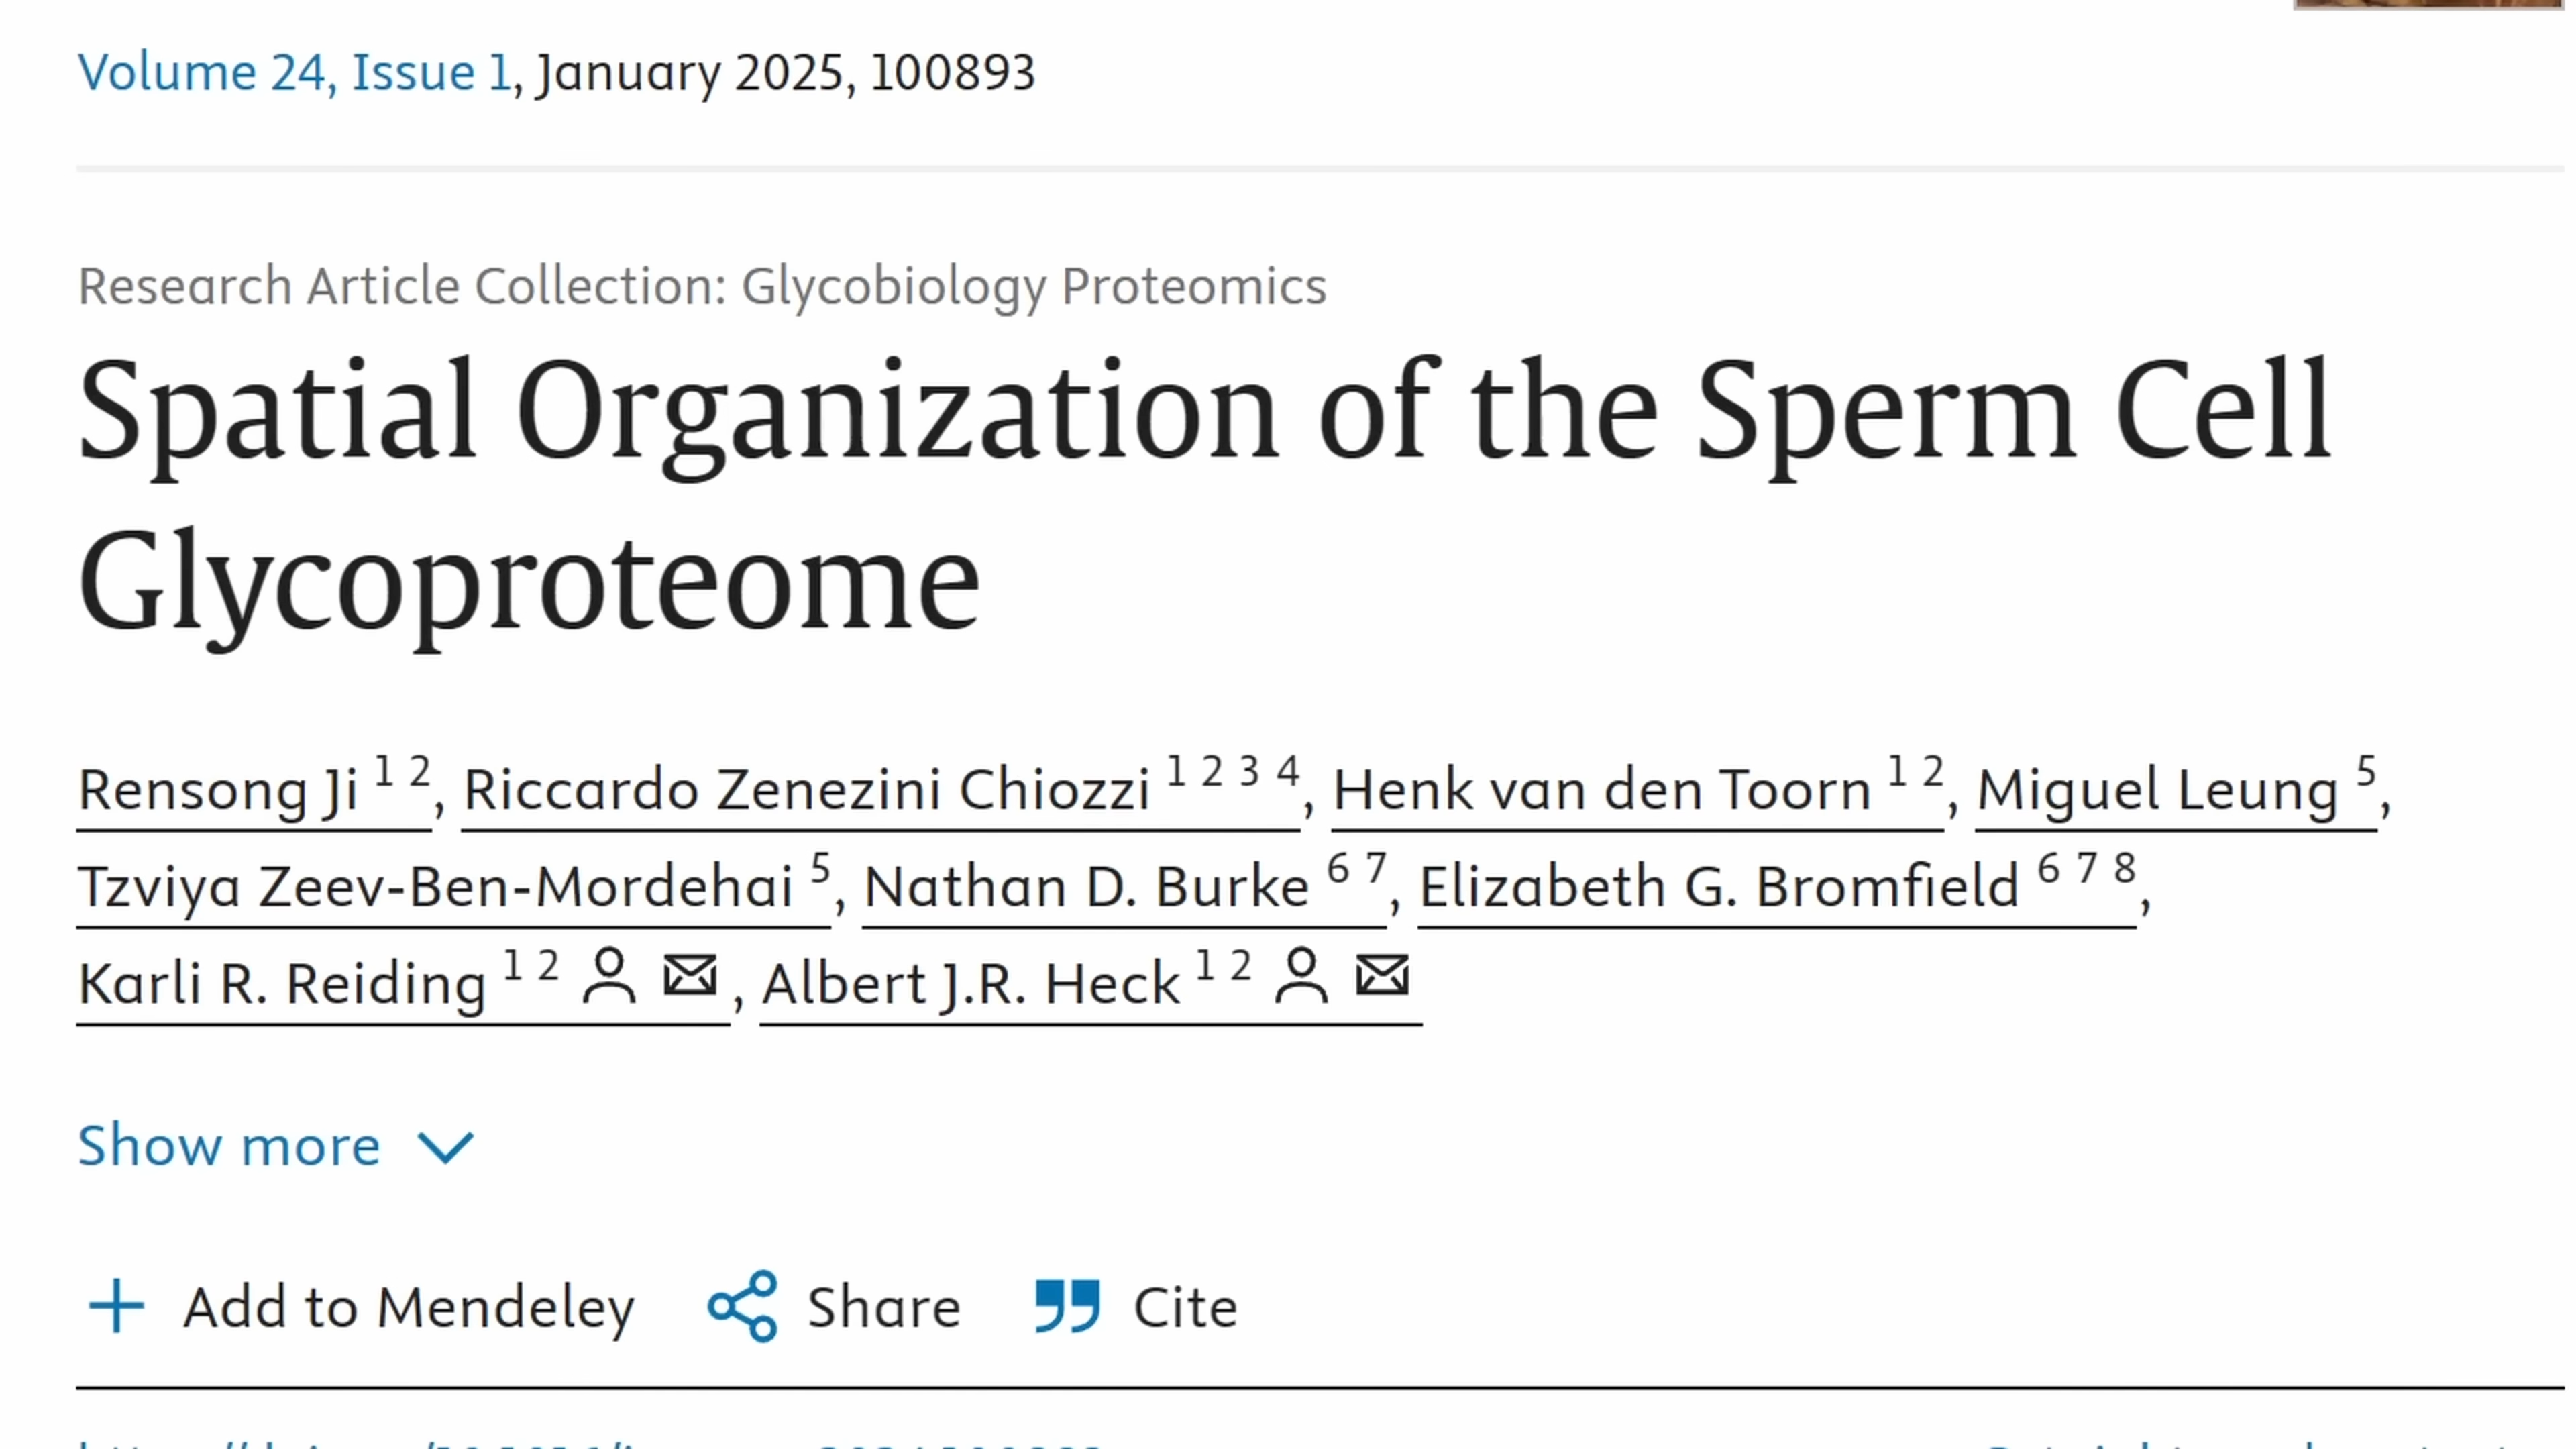 Volume 24, Issue 1, January 2025, 100893
Research Article Collection: Glycobiology Proteomics
Spatial Organization of the Sperm Cell
Glycoproteome
Rensong Ji 1 2, Riccardo Zenezini Chiozzi 1 2 3 4, Henk van den Toorn 1 2, Miguel Leung 5,
Tzviya Zeev-Ben-Mordehai 5, Nathan D. Burke 6 7, Elizabeth G. Bromfield 6 7 8,
Karli R. Reiding 1 2, Albert J.R. Heck 1 2
Show more
Add to Mendeley Share Cite